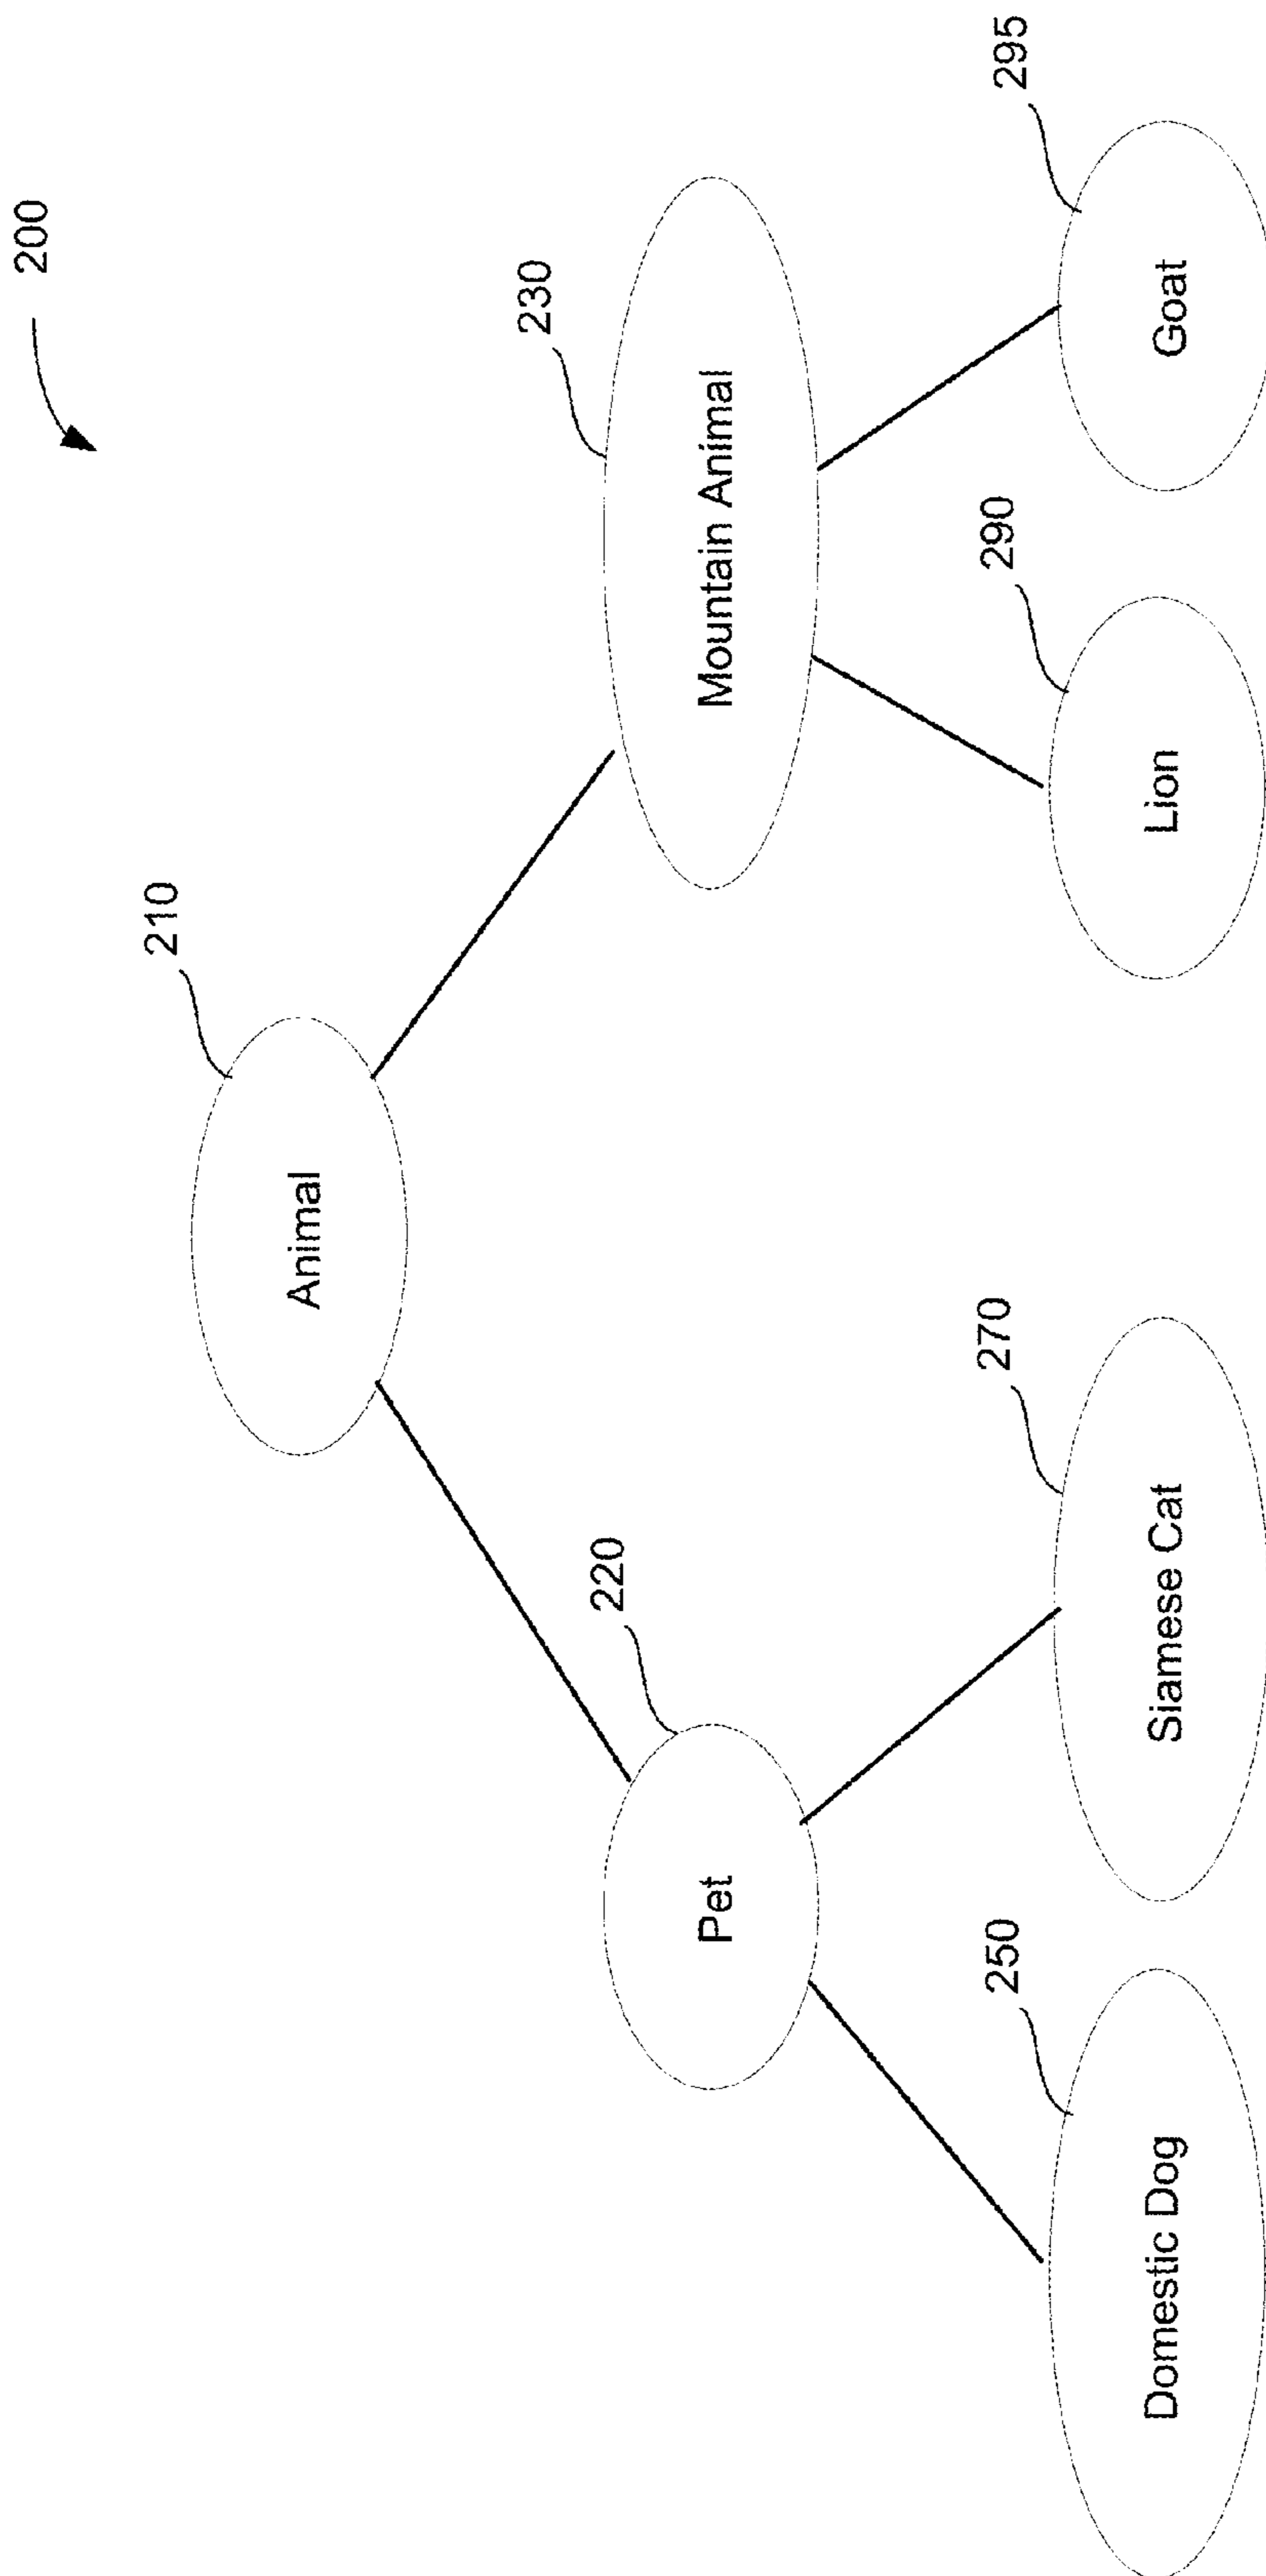 200
210
Animal
220
230
Pet
Mountain Animal
250
270
290
295
Domestic Dog
Siamese Cat
Lion
Goat